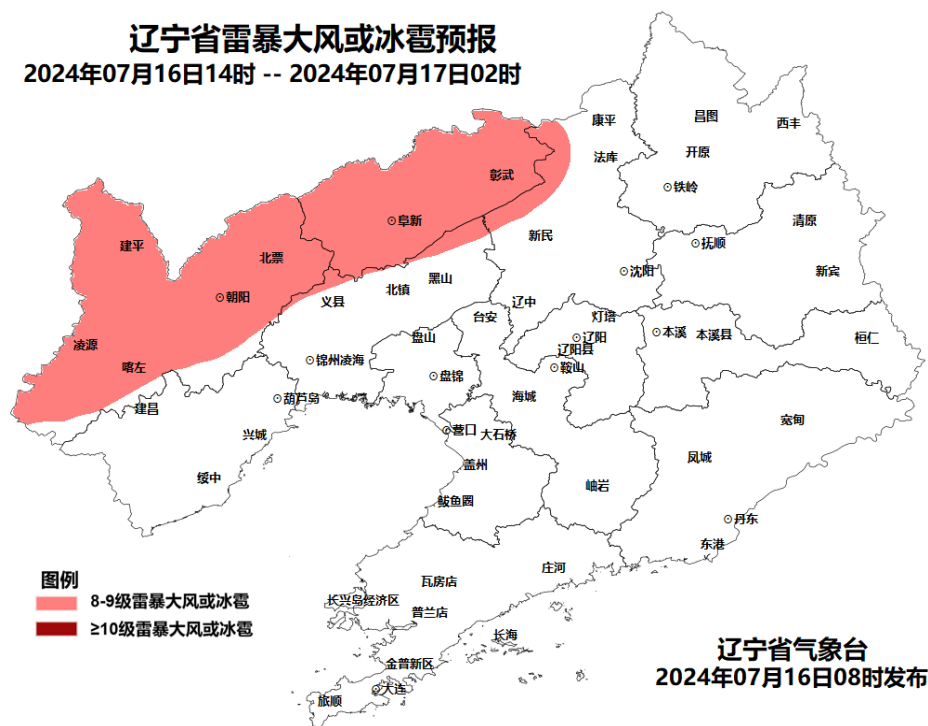 辽宁省雷暴大风或冰雹预报
2024年07月16日14时 -- 2024年07月17日02时
康平
昌图
西丰
法库
开原
彰武
铁岭
阜新
清原
新民
抚顺
建平
北票
沈阳
新宾
黑山
北镇
朝阳
义县
辽中
台安
灯塔
本溪
本溪县
桓仁
盘山
辽阳
凌源
辽阳县
锦州凌海
喀左
鞍山
盘锦
海城
葫芦岛
建昌
宽甸
兴城
营口
大石桥
凤城
盖州
绥中
岫岩
鲅鱼圈
丹东
东港
庄河
瓦房店
长兴岛经济区
普兰店
长海
金普新区
大连
旅顺
图例
8-9级雷暴大风或冰雹
≥10级雷暴大风或冰雹
辽宁省气象台
2024年07月16日08时发布